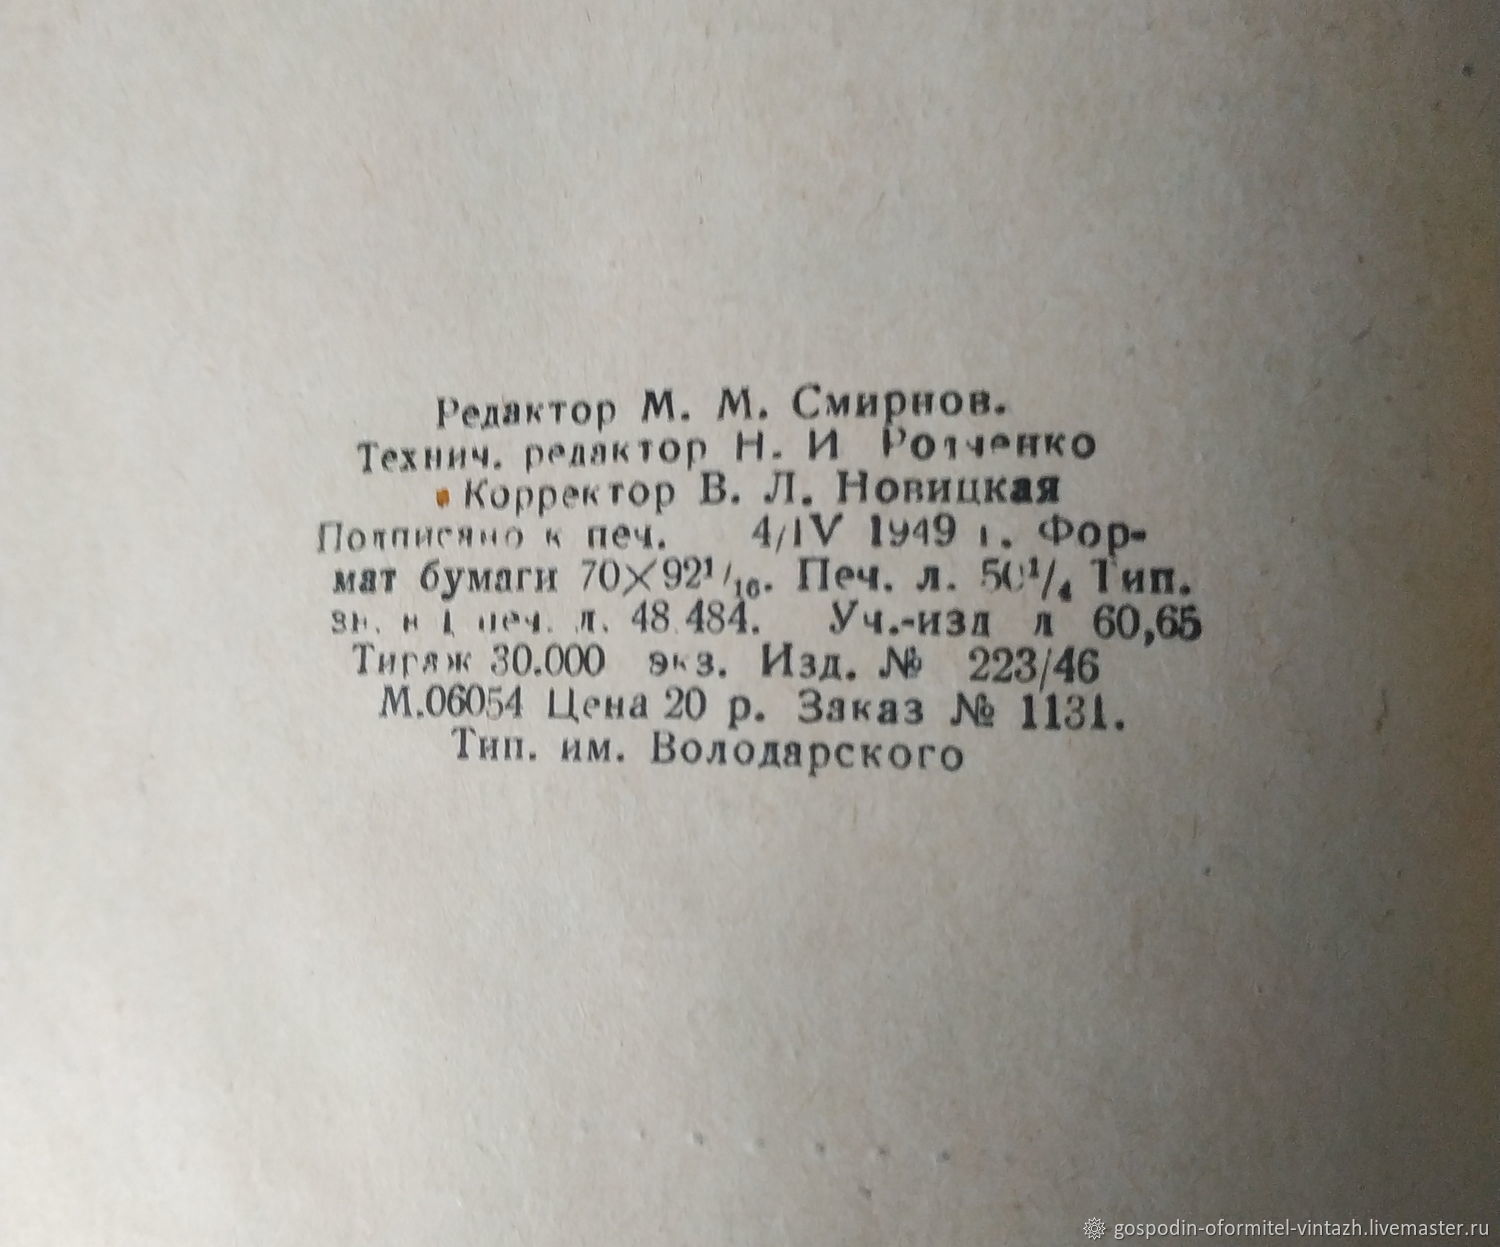 Редактор М. М. Смирнов.
Технич. редактор Н. И
Корректор В. Л. Новицкая
Подписано к печ. 4/IV 1949 г. Фор-
мат бумаги 70×92¹/₁₆. Печ. л. 50¹/₄ Тип.
зн. в 1 печ. л. 48.484. Уч.-изд л 60,65
Тираж 30.000 экз. Изд. № 223/46
М.06054 Цена 20 р. Заказ № 1131.
Тип. им. Володарского
gospodin-oformitel-vintazh.livemaster.ru